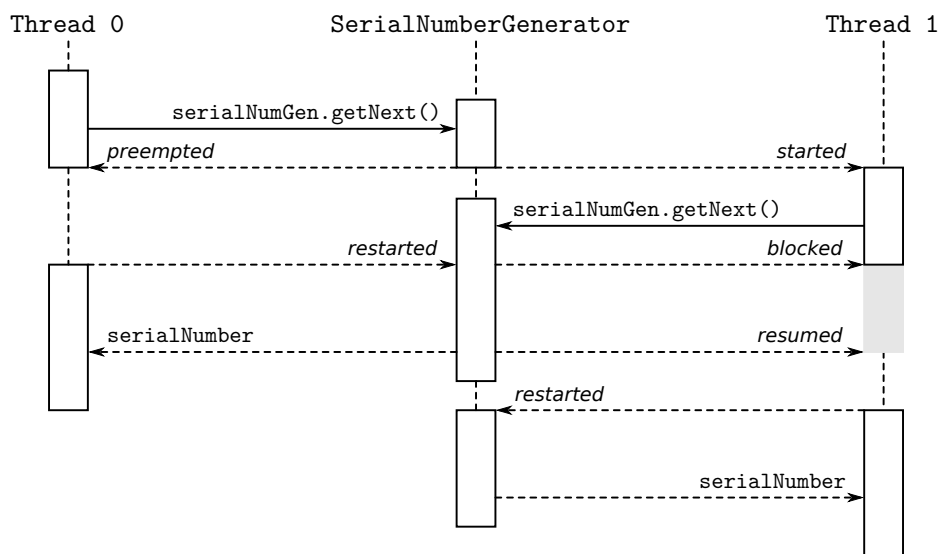 Thread 0 SerialNumberGenerator Thread 1
serialNumGen.getNext()
preempted started
serialNumGen.getNext()
restarted blocked
serialNumber resumed
restarted
serialNumber